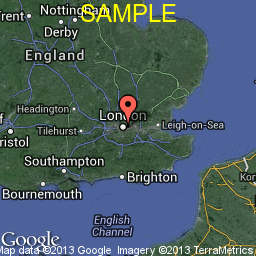 SAMPLE
Trent
Nottingham
Derby
England
Headington
London
Tilehurst
Leigh-on-Sea
Southampton
Brighton
Bournemouth
English
Channel
Google
Map data ©2013 Google, Imagery ©2013 TerraMetrics